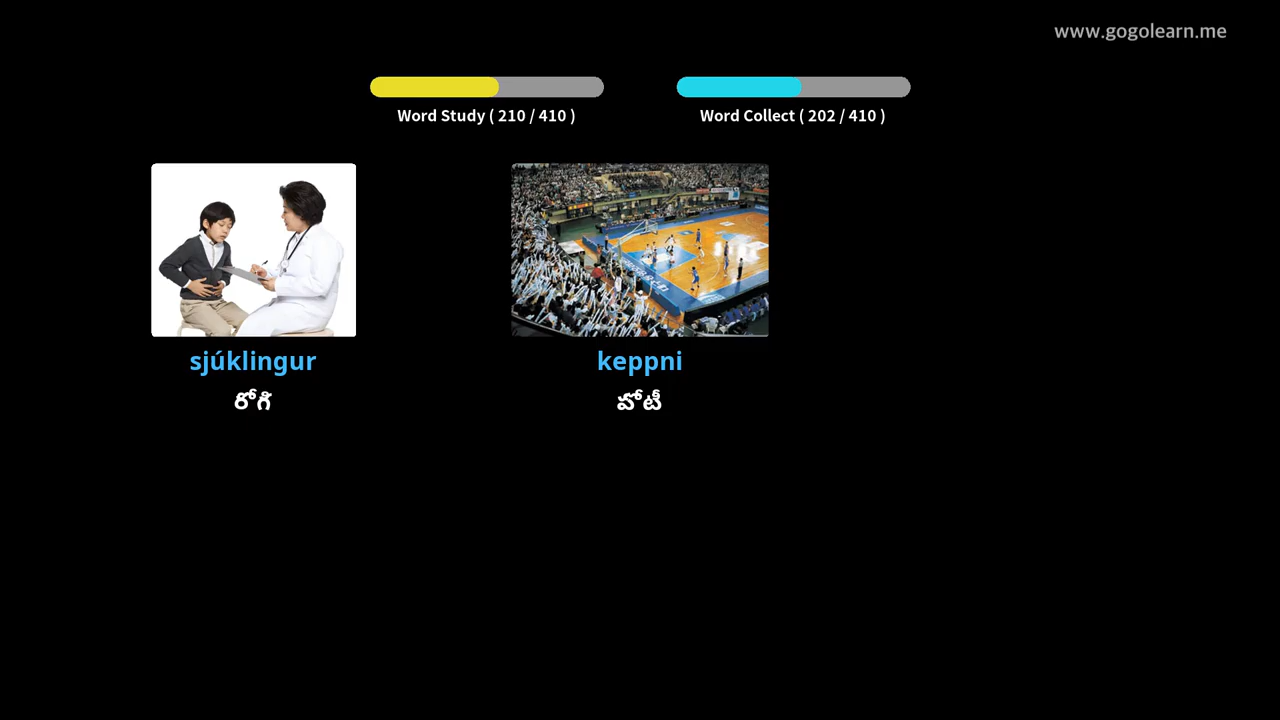 www.gogolearn.me
Word Study ( 210 / 410 )
Word Collect ( 202 / 410 )
sjúklingur
keppni
రోగి
పోటీ